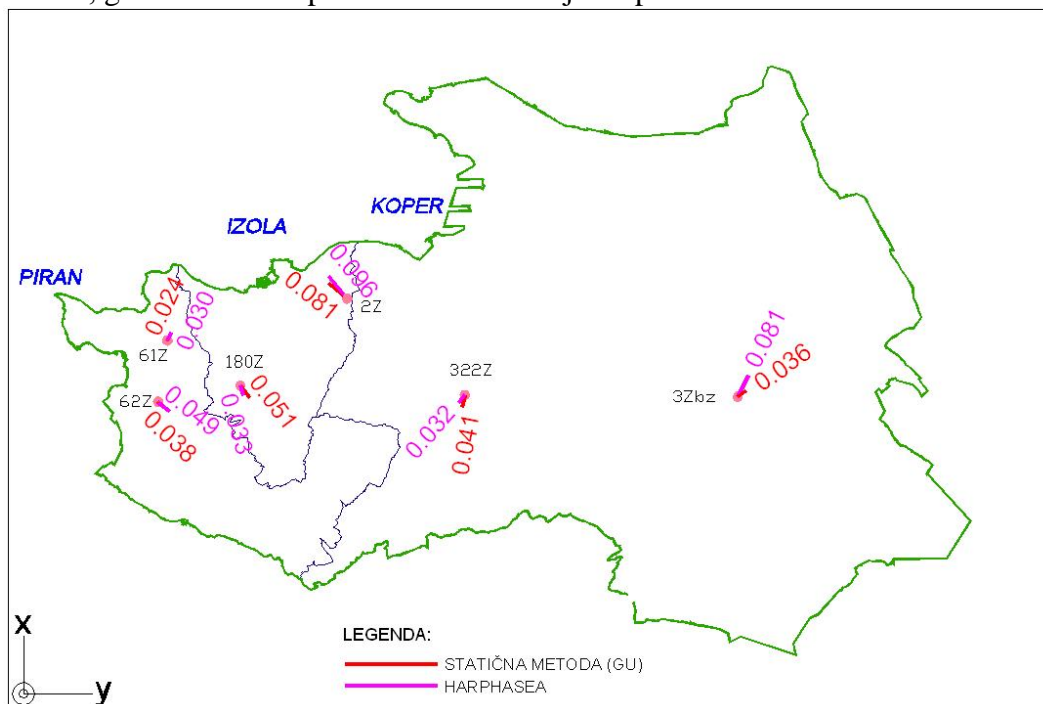 KOPER
IZOLA
PIRAN
0.096
0.081
2Z
0.024
0.030
61Z
180Z
0.051
0.033
62Z
0.049
0.038
322Z
0.032
0.041
3Zbz
0.081
0.036
X
y
LEGENDA:
STATIČNA METODA (GU)
HARPHASEA